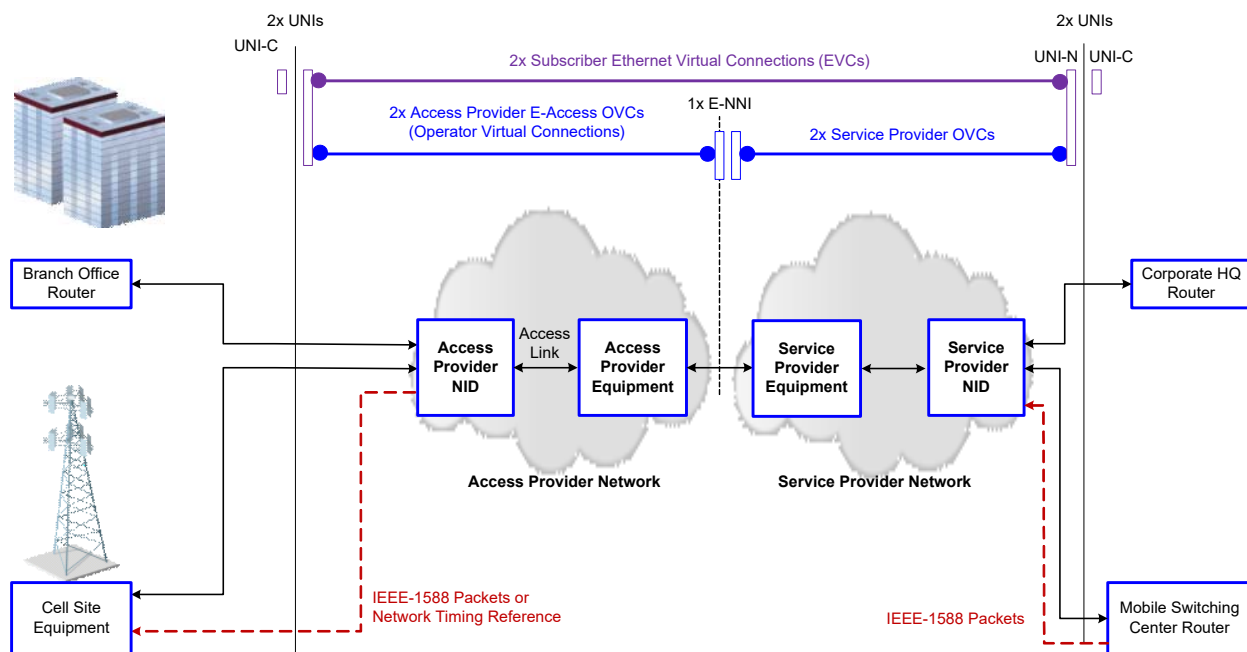 2x UNIs
2x UNIs
UNI-C
UNI-N
UNI-C
2x Subscriber Ethernet Virtual Connections (EVCs)
2x Access Provider E-Access OVCs
(Operator Virtual Connections)
1x E-NNI
2x Service Provider OVCs
Branch Office
Router
Corporate HQ
Router
Access
Provider
NID
Access
Link
Access
Provider
Equipment
Service
Provider
Equipment
Service
Provider
NID
Access Provider Network
Service Provider Network
Cell Site
Equipment
IEEE-1588 Packets or
Network Timing Reference
IEEE-1588 Packets
Mobile Switching
Center Router